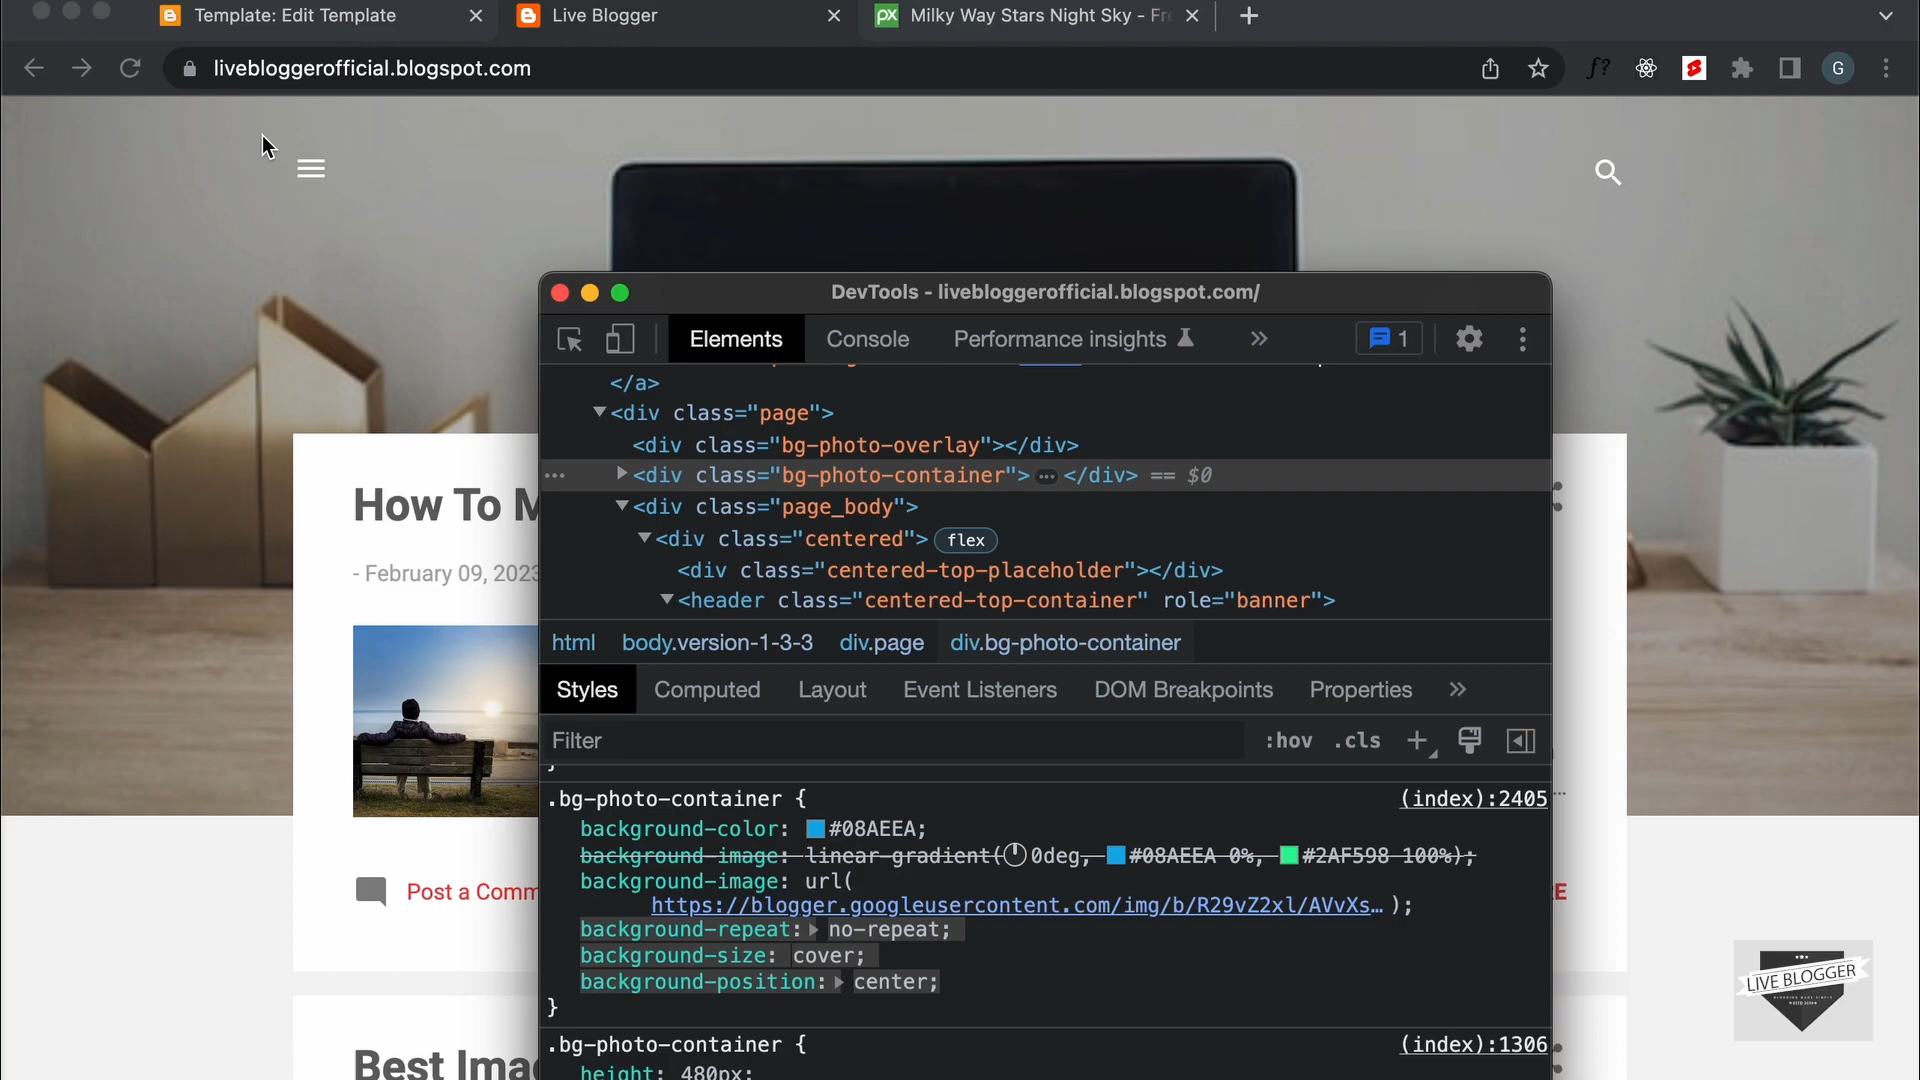 Template: Edit Template
Live Blogger
Milky Way Stars Night Sky - Fre
livebloggerofficial.blogspot.com
f?
G
DevTools - livebloggerofficial.blogspot.com/
Elements Console Performance insights
1
</a>
<div class="page">
<div class="bg-photo-overlay"></div>
<div class="bg-photo-container"> … </div> == $0
<div class="page_body">
<div class="centered"> flex
<div class="centered-top-placeholder"></div>
<header class="centered-top-container" role="banner">
html body.version-1-3-3 div.page div.bg-photo-container
Styles Computed Layout Event Listeners DOM Breakpoints Properties
Filter
:hov .cls
}
.bg-photo-container {
(index):2405
background-color: #08AEEA;
background-image: linear-gradient(0deg, #08AEEA 0%, #2AF598 100%);
background-image: url(
https://blogger.googleusercontent.com/img/b/R29vZ2xl/AVvXs… );
background-repeat: no-repeat;
background-size: cover;
background-position: center;
}
.bg-photo-container {
(index):1306
height: 480px;
How To M
- February 09, 2023
Post a Comm
RE
Best Ima
LIVE BLOGGER